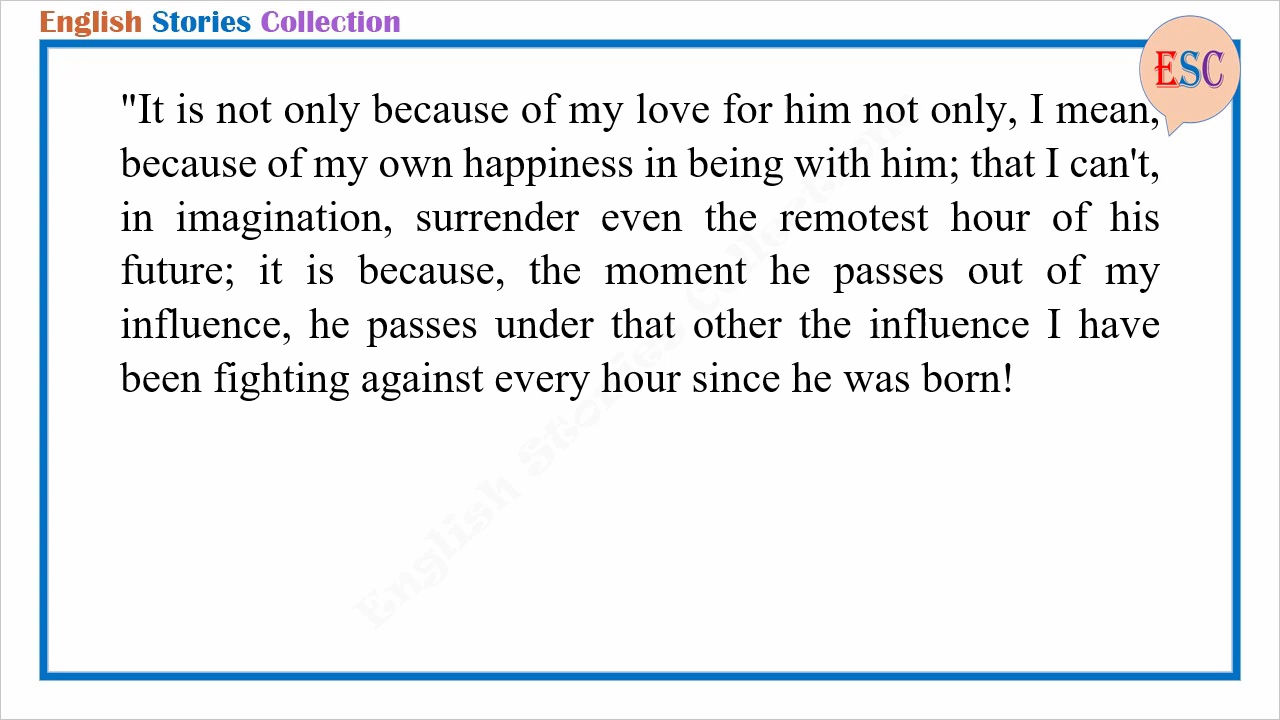 English Stories Collection
ESC
"It is not only because of my love for him not only, I mean,
because of my own happiness in being with him; that I can't,
in imagination, surrender even the remotest hour of his
future; it is because, the moment he passes out of my
influence, he passes under that other the influence I have
been fighting against every hour since he was born!
English Stories Collection